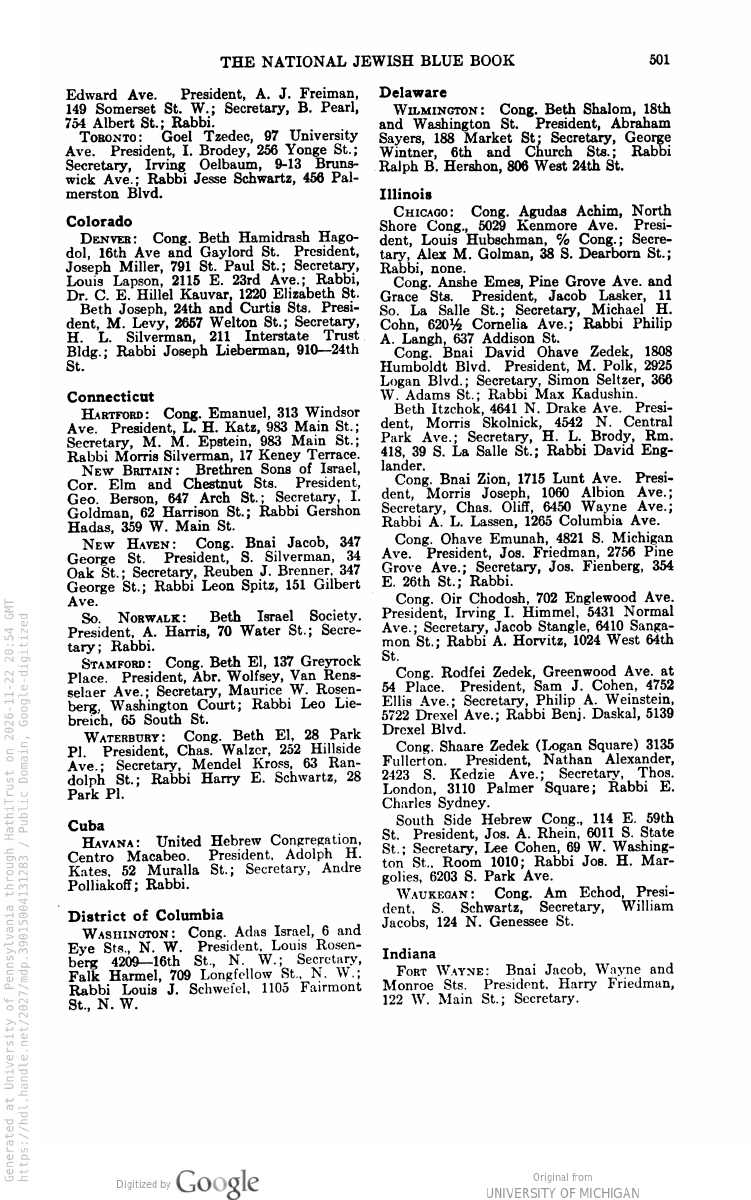 THE NATIONAL JEWISH BLUE BOOK 501
Edward Ave. President, A. J. Freiman,
149 Somerset St. W.; Secretary, B. Pearl,
754 Albert St.; Rabbi.
TORONTO: Goel Tzedec, 97 University
Ave. President, I. Brodey, 256 Yonge St.;
Secretary, Irving Oelbaum, 9-13 Bruns-
wick Ave.; Rabbi Jesse Schwartz, 456 Pal-
merston Blvd.
Colorado
DENVER: Cong. Beth Hamidrash Hago-
dol, 16th Ave and Gaylord St. President,
Joseph Miller, 791 St. Paul St.; Secretary,
Louis Lapson, 2115 E. 23rd Ave.; Rabbi,
Dr. C. E. Hillel Kauvar, 1220 Elizabeth St.
Beth Joseph, 24th and Curtis Sts. Presi-
dent, M. Levy, 2657 Welton St.; Secretary,
H. L. Silverman, 211 Interstate Trust
Bldg.; Rabbi Joseph Lieberman, 910—24th
St.
Connecticut
HARTFORD: Cong. Emanuel, 313 Windsor
Ave. President, L. H. Katz, 983 Main St.;
Secretary, M. M. Epstein, 983 Main St.;
Rabbi Morris Silverman, 17 Keney Terrace.
NEW BRITAIN: Brethren Sons of Israel,
Cor. Elm and Chestnut Sts. President,
Geo. Berson, 647 Arch St.; Secretary, I.
Goldman, 62 Harrison St.; Rabbi Gershon
Hadas, 359 W. Main St.
NEW HAVEN: Cong. Bnai Jacob, 347
George St. President, S. Silverman, 34
Oak St.; Secretary, Reuben J. Brenner, 347
George St.; Rabbi Leon Spitz, 151 Gilbert
Ave.
SO. NORWALK: Beth Israel Society.
President, A. Harris, 70 Water St.; Secre-
tary; Rabbi.
STAMFORD: Cong. Beth El, 137 Greyrock
Place. President, Abr. Wolfsey, Van Rens-
selaer Ave.; Secretary, Maurice W. Rosen-
berg, Washington Court; Rabbi Leo Lie-
breich, 65 South St.
WATERBURY: Cong. Beth El, 28 Park
Pl. President, Chas. Walzer, 252 Hillside
Ave.; Secretary, Mendel Kross, 63 Ran-
dolph St.; Rabbi Harry E. Schwartz, 28
Park Pl.
Cuba
HAVANA: United Hebrew Congregation,
Centro Macabeo. President, Adolph H.
Kates, 52 Muralla St.; Secretary, Andre
Polliakoff; Rabbi.
District of Columbia
WASHINGTON: Cong. Adas Israel, 6 and
Eye Sts., N. W. President, Louis Rosen-
berg 4209—16th St., N. W.; Secretary,
Falk Harmel, 709 Longfellow St., N. W.;
Rabbi Louis J. Schwefel, 1105 Fairmont
St., N. W.
Delaware
WILMINGTON: Cong. Beth Shalom, 18th
and Washington St. President, Abraham
Sayers, 188 Market St; Secretary, George
Wintner, 6th and Church Sts.; Rabbi
Ralph B. Hershon, 806 West 24th St.
Illinois
CHICAGO: Cong. Agudas Achim, North
Shore Cong., 5029 Kenmore Ave. Presi-
dent, Louis Hubschman, % Cong.; Secre-
tary, Alex M. Golman, 38 S. Dearborn St.;
Rabbi, none.
Cong. Anshe Emes, Pine Grove Ave. and
Grace Sts. President, Jacob Lasker, 11
So. La Salle St.; Secretary, Michael H.
Cohn, 620½ Cornelia Ave.; Rabbi Philip
A. Langh, 637 Addison St.
Cong. Bnai David Ohave Zedek, 1808
Humboldt Blvd. President, M. Polk, 2925
Logan Blvd.; Secretary, Simon Seltzer, 366
W. Adams St.; Rabbi Max Kadushin.
Beth Itzchok, 4641 N. Drake Ave. Presi-
dent, Morris Skolnick, 4542 N. Central
Park Ave.; Secretary, H. L. Brody, Rm.
418, 39 S. La Salle St.; Rabbi David Eng-
lander.
Cong. Bnai Zion, 1715 Lunt Ave. Presi-
dent, Morris Joseph, 1060 Albion Ave.;
Secretary, Chas. Oliff, 6450 Wayne Ave.;
Rabbi A. L. Lassen, 1265 Columbia Ave.
Cong. Ohave Emunah, 4821 S. Michigan
Ave. President, Jos. Friedman, 2756 Pine
Grove Ave.; Secretary, Jos. Fienberg, 354
E. 26th St.; Rabbi.
Cong. Oir Chodosh, 702 Englewood Ave.
President, Irving I. Himmel, 5431 Normal
Ave.; Secretary, Jacob Stangle, 6410 Sanga-
mon St.; Rabbi A. Horvitz, 1024 West 64th
St.
Cong. Rodfei Zedek, Greenwood Ave. at
54 Place. President, Sam J. Cohen, 4752
Ellis Ave.; Secretary, Philip A. Weinstein,
5722 Drexel Ave.; Rabbi Benj. Daskal, 5139
Drexel Blvd.
Cong. Shaare Zedek (Logan Square) 3135
Fullerton. President, Nathan Alexander,
2423 S. Kedzie Ave.; Secretary, Thos.
London, 3110 Palmer Square; Rabbi E.
Charles Sydney.
South Side Hebrew Cong., 114 E. 59th
St. President, Jos. A. Rhein, 6011 S. State
St.; Secretary, Lee Cohen, 69 W. Washing-
ton St.. Room 1010; Rabbi Jos. H. Mar-
golies, 6203 S. Park Ave.
WAUKEGAN: Cong. Am Echod, Presi-
dent, S. Schwartz, Secretary, William
Jacobs, 124 N. Genessee St.
Indiana
FORT WAYNE: Bnai Jacob, Wayne and
Monroe Sts. President, Harry Friedman,
122 W. Main St.; Secretary.
Generated at University of Pennsylvania through HathiTrust on 2026-11-22 20:54 GMT
https://hdl.handle.net/2027/mdp.39015004131283 / Public Domain, Google-digitized
Digitized by Google
Original from
UNIVERSITY OF MICHIGAN